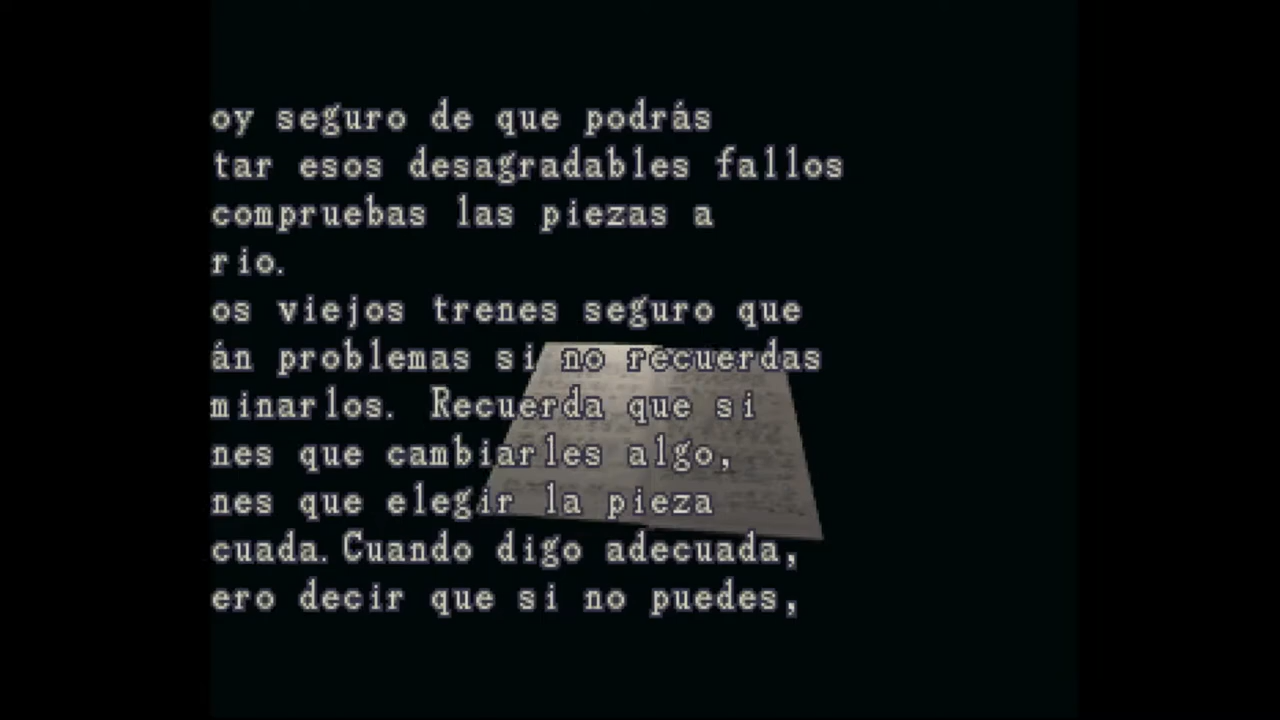 oy seguro de que podrás
tar esos desagradables fallos
compruebas las piezas a
rio.
os viejos trenes seguro que
án problemas si no recuerdas
minarlos. Recuerda que si
nes que cambiarles algo,
nes que elegir la pieza
cuada. Cuando digo adecuada,
ero decir que si no puedes,